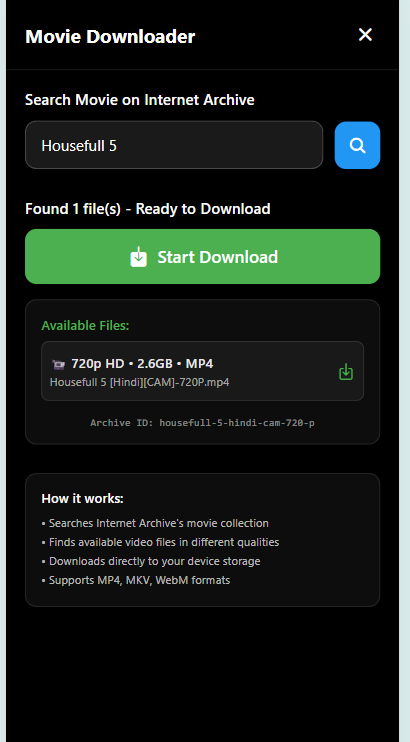 Movie Downloader
Search Movie on Internet Archive
Housefull 5
Found 1 file(s) - Ready to Download
Start Download
Available Files:
720p HD • 2.6GB • MP4
Housefull 5 [Hindi][CAM]-720P.mp4
Archive ID: housefull-5-hindi-cam-720-p
How it works:
• Searches Internet Archive's movie collection
• Finds available video files in different qualities
• Downloads directly to your device storage
• Supports MP4, MKV, WebM formats